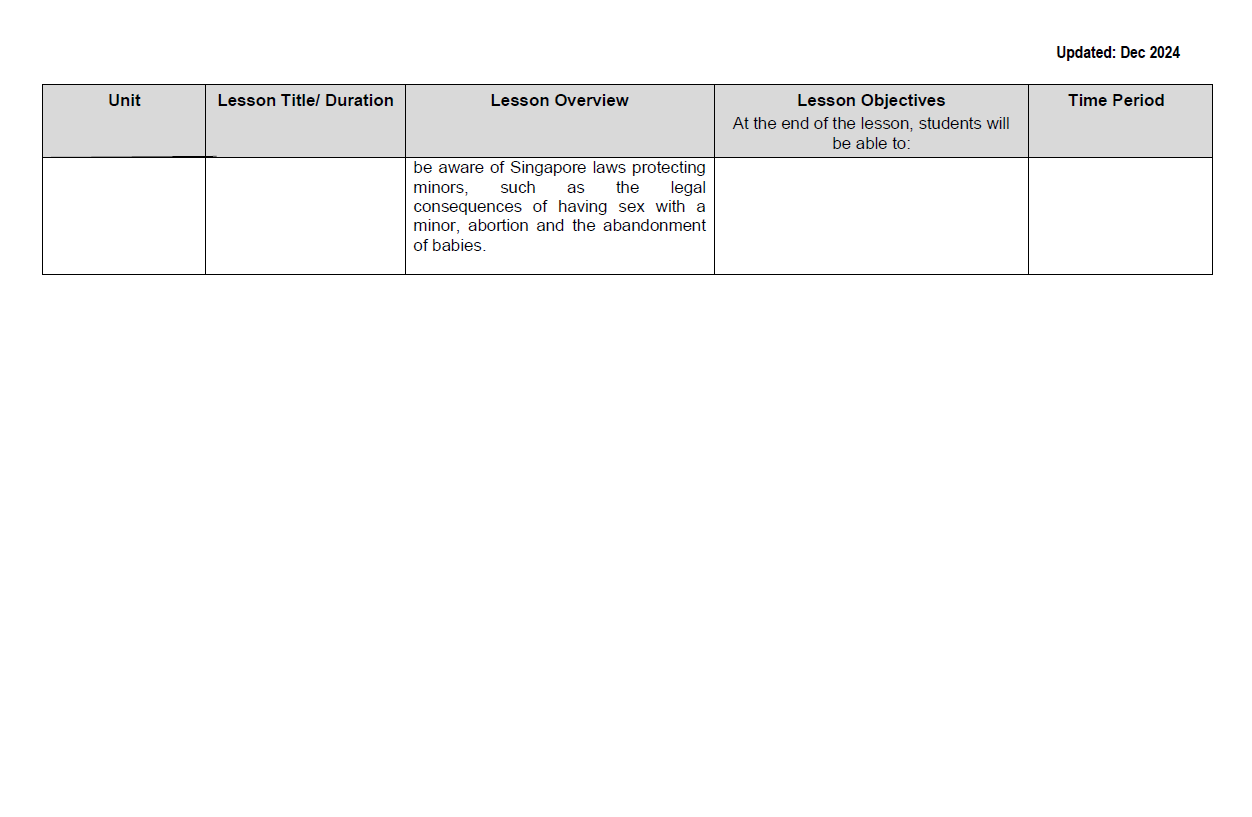 Updated: Dec 2024
Unit
Lesson Title/ Duration
Lesson Overview
Lesson Objectives
At the end of the lesson, students will
be able to:
Time Period
be aware of Singapore laws protecting
minors, such as the legal
consequences of having sex with a
minor, abortion and the abandonment
of babies.